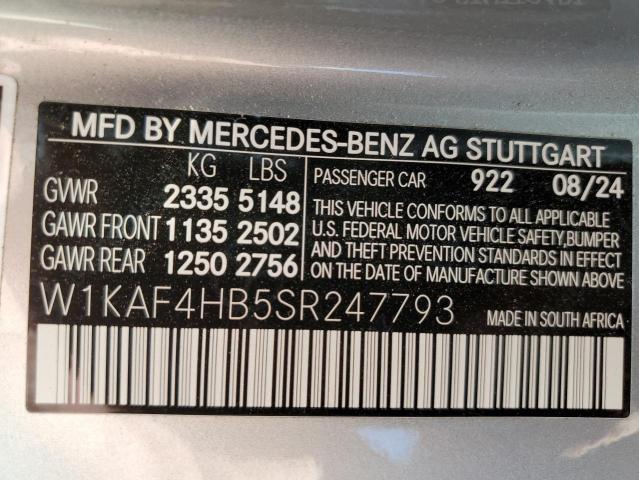 MFD BY MERCEDES-BENZ AG STUTTGART
KG LBS
GVWR 2335 5148
GAWR FRONT 1135 2502
GAWR REAR 1250 2756
PASSENGER CAR 922 08/24
THIS VEHICLE CONFORMS TO ALL APPLICABLE
U.S. FEDERAL MOTOR VEHICLE SAFETY,BUMPER
AND THEFT PREVENTION STANDARDS IN EFFECT
ON THE DATE OF MANUFACTURE SHOWN ABOVE.
W1KAF4HB5SR247793
MADE IN SOUTH AFRICA